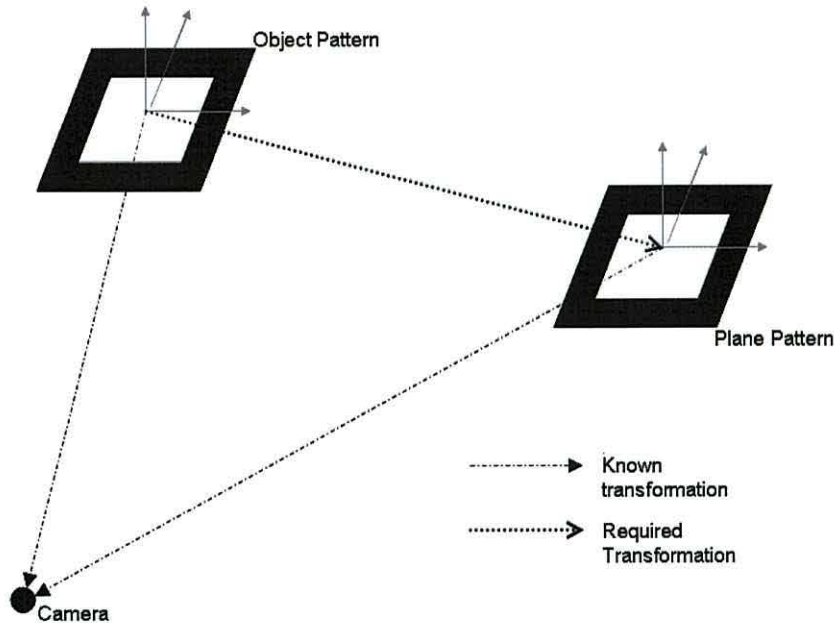 Object Pattern
Plane Pattern
Known
transformation
Required
Transformation
Camera